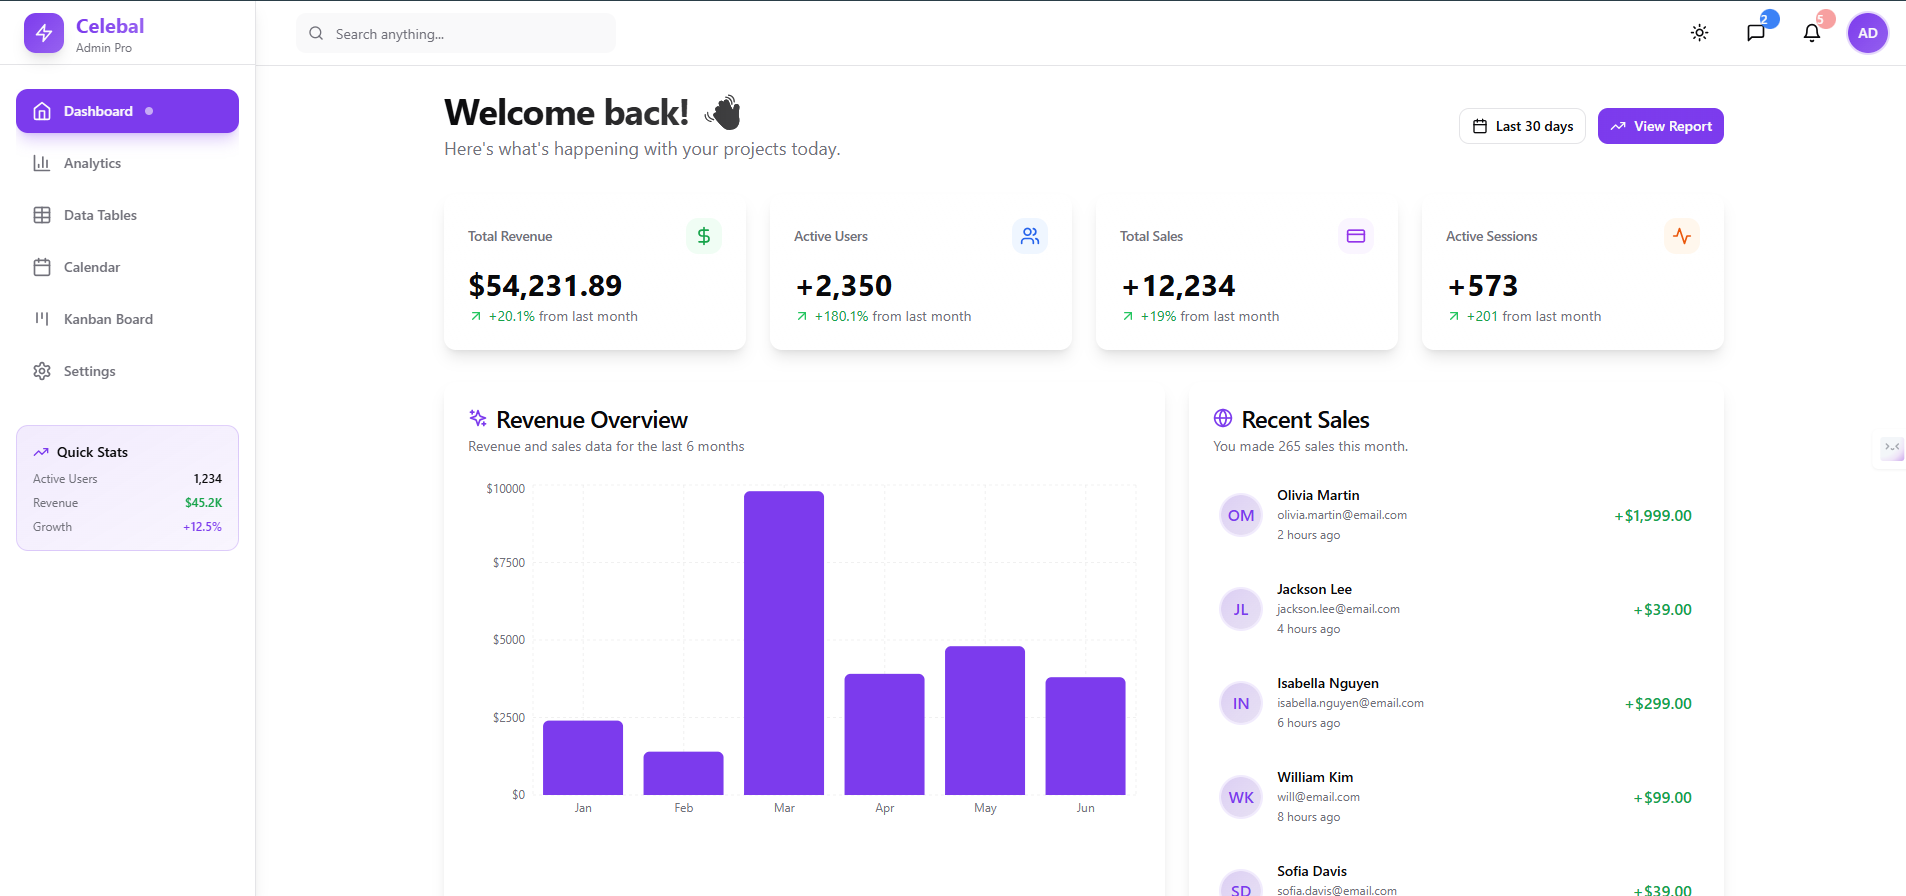 Celebal
Admin Pro
Search anything...
2
5
AD
Dashboard
Analytics
Data Tables
Calendar
Kanban Board
Settings
Quick Stats
Active Users 1,234
Revenue $45.2K
Growth +12.5%
Welcome back!
Here's what's happening with your projects today.
Last 30 days
View Report
Total Revenue
$54,231.89
+20.1% from last month
Active Users
+2,350
+180.1% from last month
Total Sales
+12,234
+19% from last month
Active Sessions
+573
+201 from last month
Revenue Overview
Revenue and sales data for the last 6 months
$10000
$7500
$5000
$2500
$0
Jan Feb Mar Apr May Jun
Recent Sales
You made 265 sales this month.
OM
Olivia Martin
olivia.martin@email.com
2 hours ago
+$1,999.00
JL
Jackson Lee
jackson.lee@email.com
4 hours ago
+$39.00
IN
Isabella Nguyen
isabella.nguyen@email.com
6 hours ago
+$299.00
WK
William Kim
will@email.com
8 hours ago
+$99.00
SD
Sofia Davis
sofia.davis@email.com
+$39.00